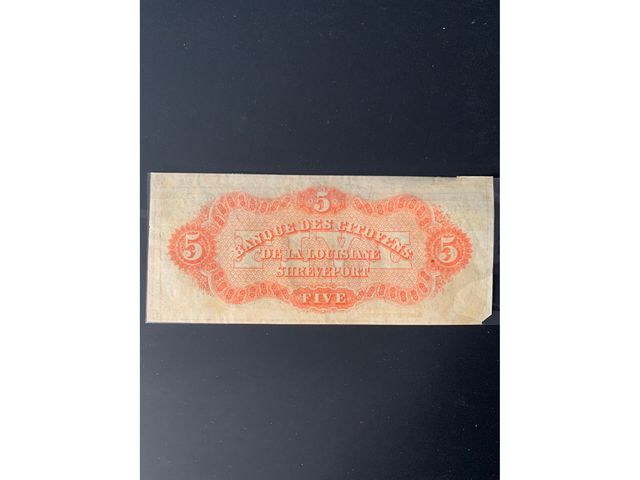 5
BANQUE DES CITOYENS
5 5
DE LA LOUISIANE
SHREVEPORT
FIVE